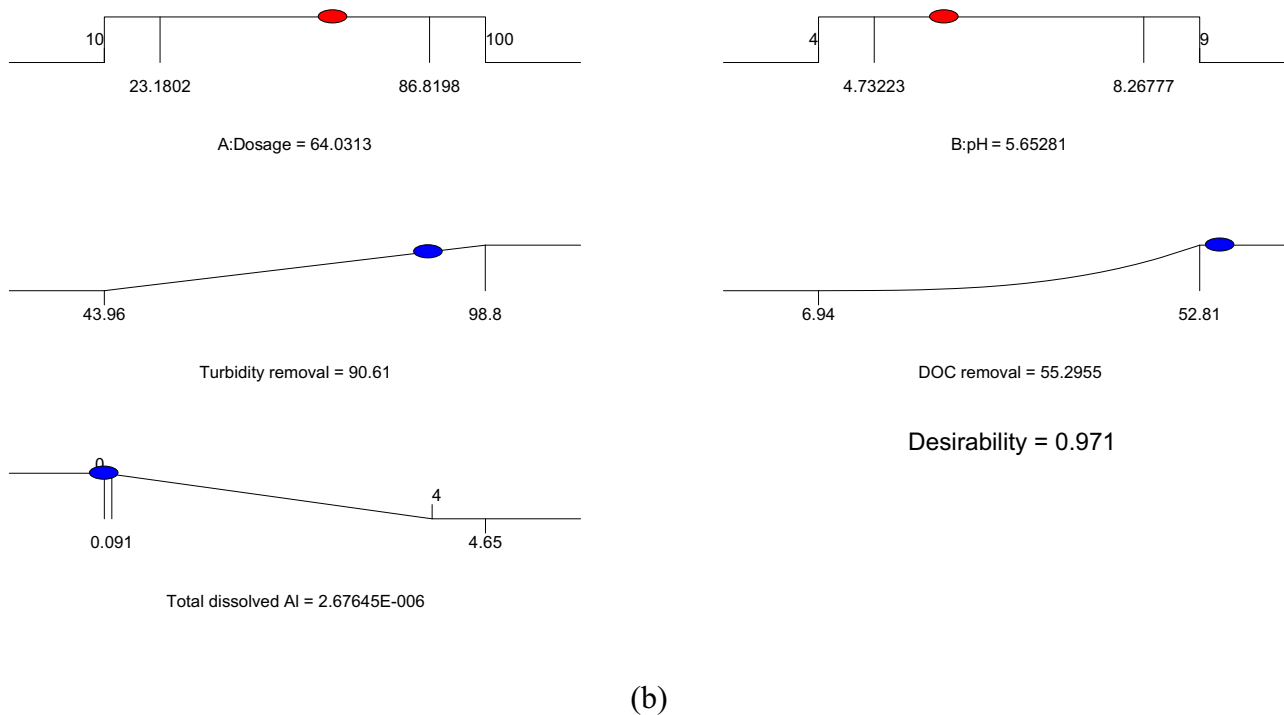 10
100
23.1802
86.8198
A:Dosage = 64.0313
4
9
4.73223
8.26777
B:pH = 5.65281
43.96
98.8
Turbidity removal = 90.61
6.94
52.81
DOC removal = 55.2955
0
4
0.091
4.65
Total dissolved Al = 2.67645E-006
Desirability = 0.971
(b)